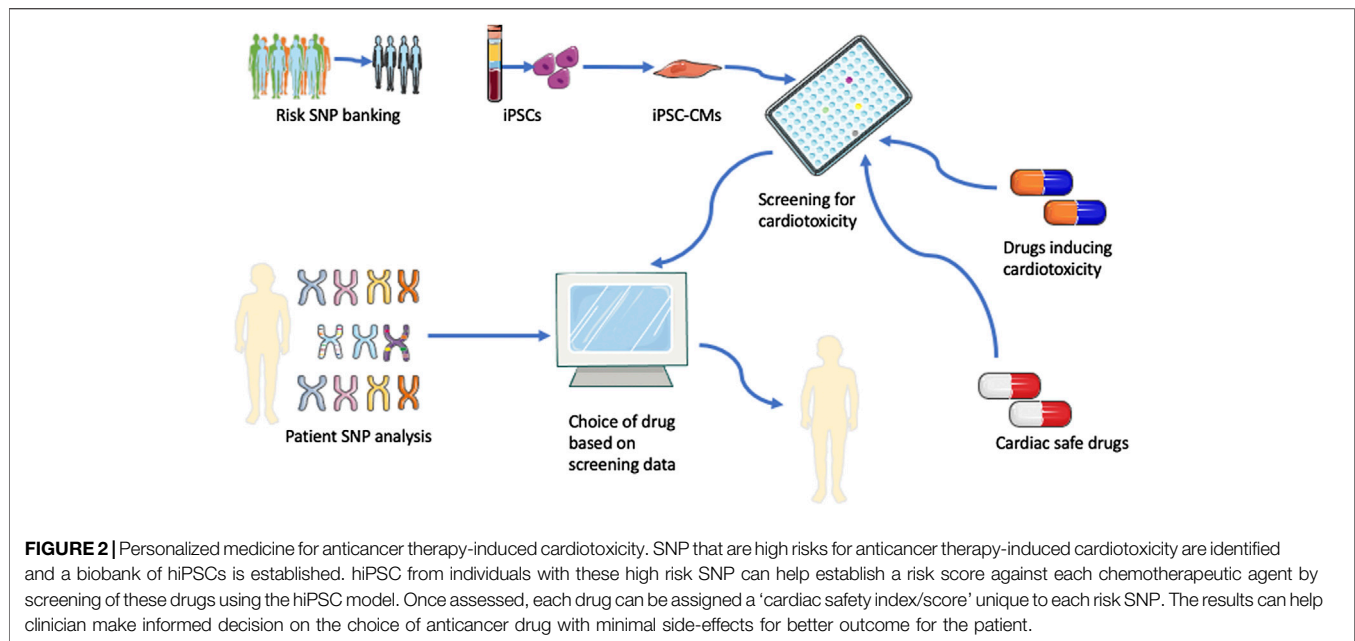 Risk SNP banking
iPSCs
iPSC-CMs
Screening for
cardiotoxicity
Drugs inducing
cardiotoxicity
Patient SNP analysis
Choice of drug
based on
screening data
Cardiac safe drugs
FIGURE 2 | Personalized medicine for anticancer therapy-induced cardiotoxicity. SNP that are high risks for anticancer therapy-induced cardiotoxicity are identified
and a biobank of hiPSCs is established. hiPSC from individuals with these high risk SNP can help establish a risk score against each chemotherapeutic agent by
screening of these drugs using the hiPSC model. Once assessed, each drug can be assigned a ‘cardiac safety index/score’ unique to each risk SNP. The results can help
clinician make informed decision on the choice of anticancer drug with minimal side-effects for better outcome for the patient.